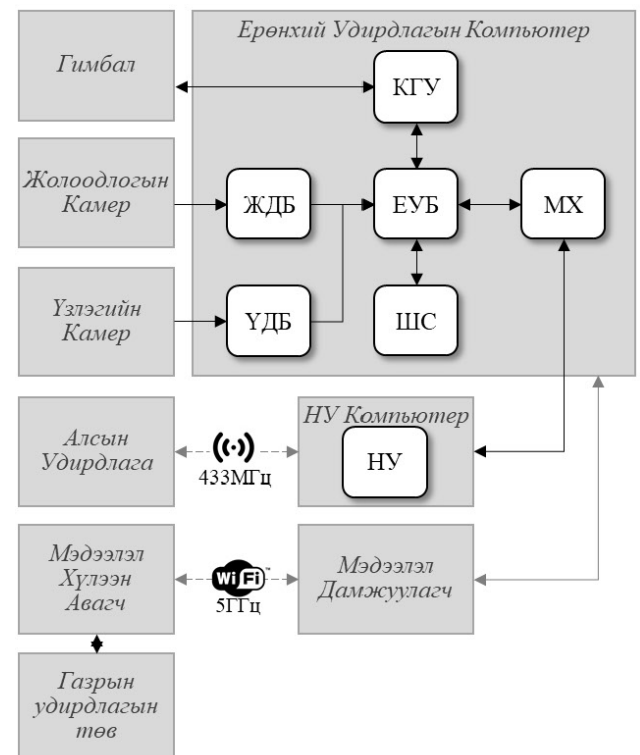 Гимбал
Ерөнхий Удирдлагын Компьютер
КГУ
Жолоодлогын
Камер
ЖДБ
ЕУБ
МХ
Үзлэгийн
Камер
ҮДБ
ШС
Алсын
Удирдлага
433МГц
НУ Компьютер
НУ
Мэдээлэл
Хүлээн
Авагч
Wi Fi™
5ГГц
Мэдээлэл
Дамжуулагч
Газрын
удирдлагын
төв